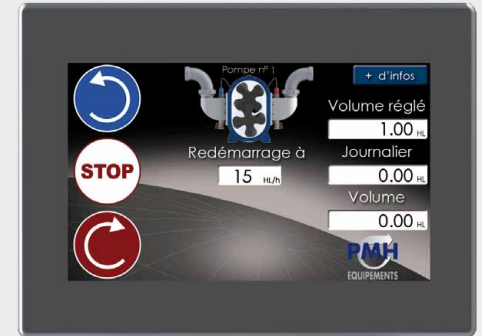 Pompe nº 1
+ d'infos
Volume réglé
1.00 HL
STOP
Redémarrage à
15 HL/h
Journalier
0.00 HL
Volume
0.00 HL
PMH
EQUIPEMENTS